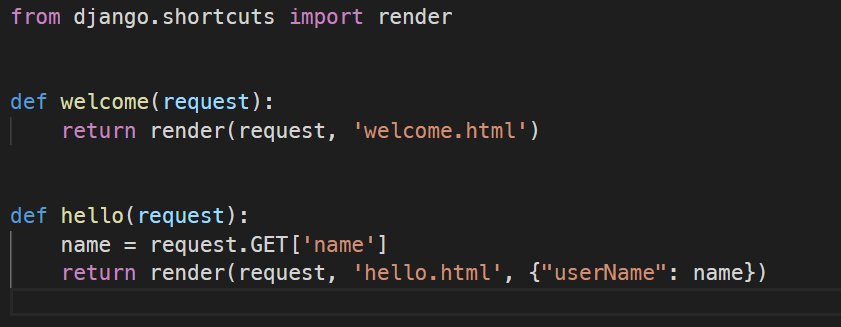 from django.shortcuts import render
def welcome(request):
    return render(request, 'welcome.html')
def hello(request):
    name = request.GET['name']
    return render(request, 'hello.html', {"userName": name})